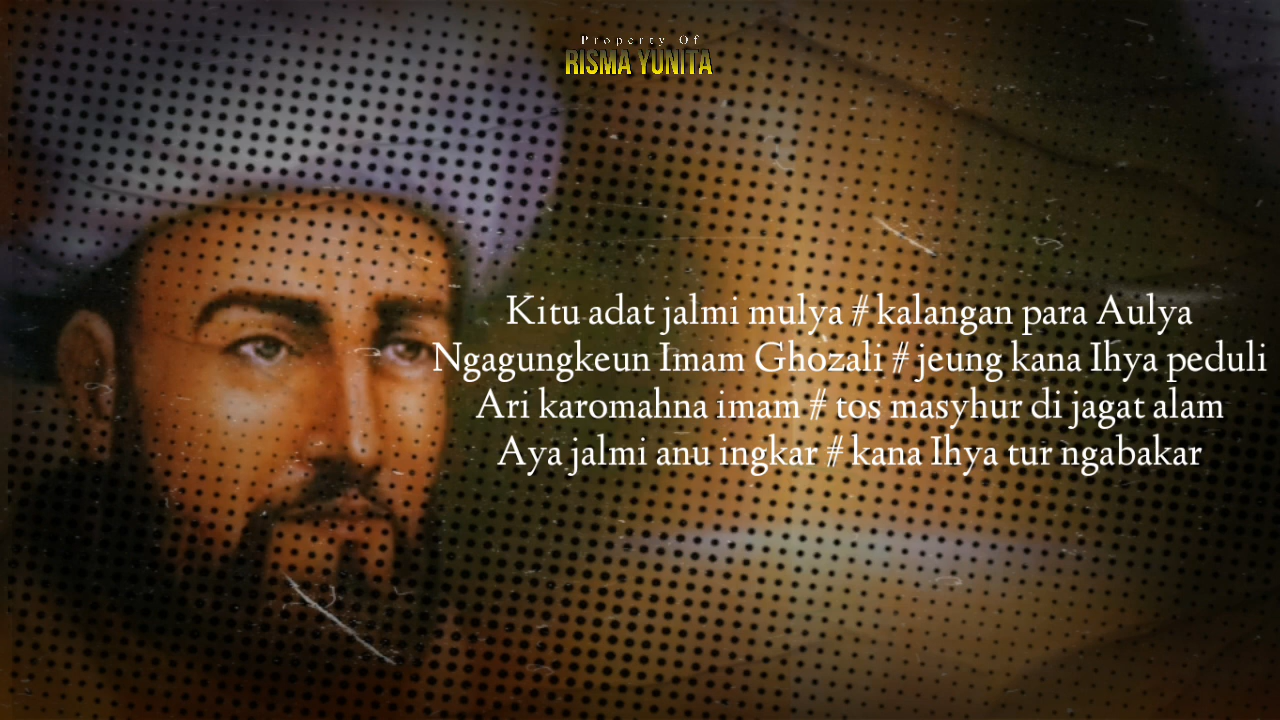 Property Of
RISMA YUNITA
Kitu adat jalmi mulya # kalangan para Aulya
Ngagungkeun Imam Ghozali # jeung kana Ihya peduli
Ari karomahna imam # tos masyhur di jagat alam
Aya jalmi anu ingkar # kana Ihya tur ngabakar